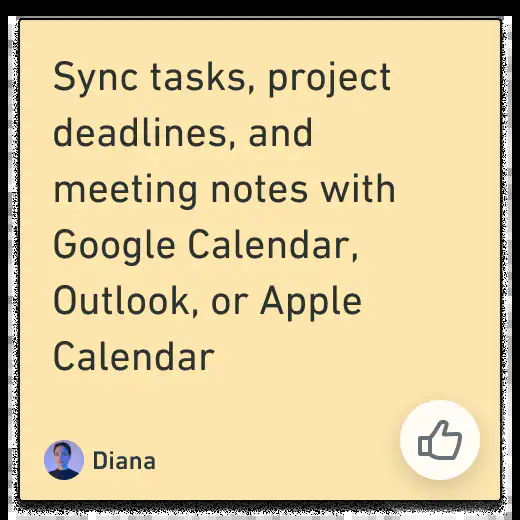 Sync tasks, project
deadlines, and
meeting notes with
Google Calendar,
Outlook, or Apple
Calendar
Diana